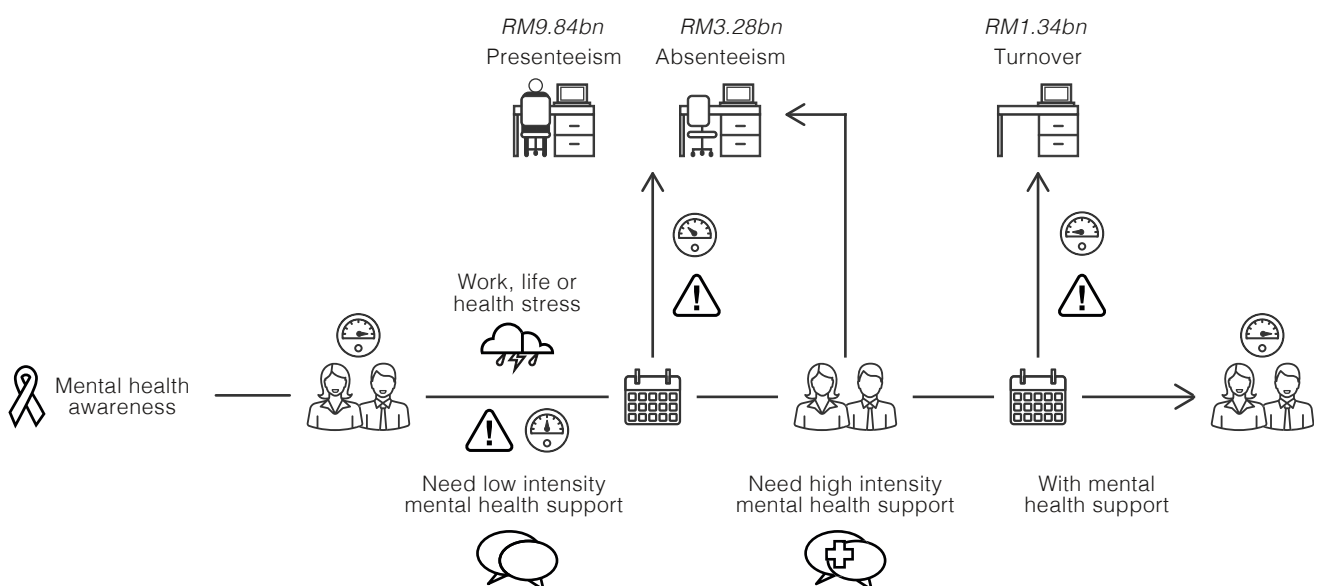 RM9.84bn
Presenteeism
RM3.28bn
Absenteeism
RM1.34bn
Turnover
Work, life or
health stress
Mental health
awareness
Need low intensity
mental health support
Need high intensity
mental health support
With mental
health support